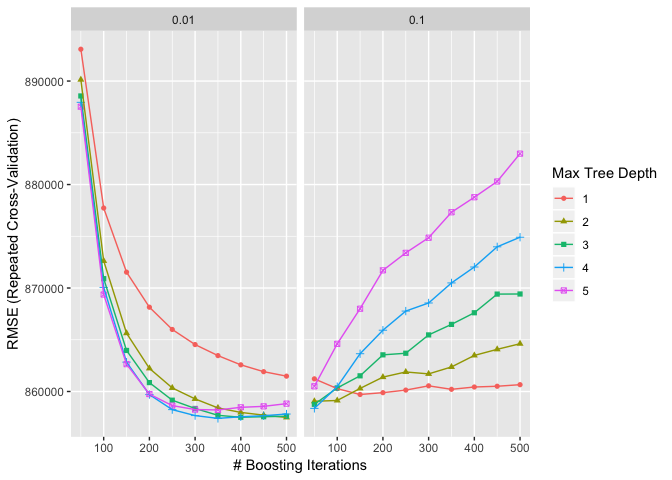 0.01
0.1
RMSE (Repeated Cross-Validation)
890000
880000
870000
860000
100 200 300 400 500
100 200 300 400 500
# Boosting Iterations
Max Tree Depth
1
2
3
4
5